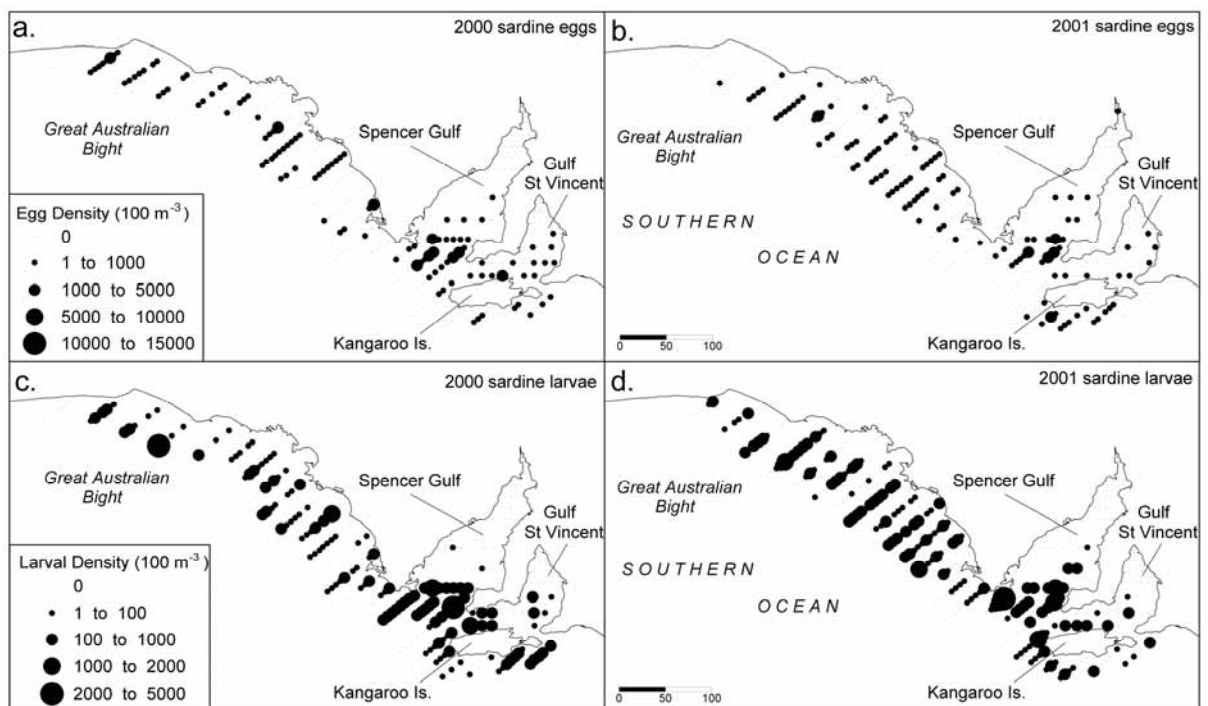 a.
2000 sardine eggs
Great Australian
Bight
Spencer Gulf
Gulf
St Vincent
Kangaroo Is.
Egg Density (100 m⁻³)
0
1 to 1000
1000 to 5000
5000 to 10000
10000 to 15000
b.
2001 sardine eggs
Great Australian
Bight
Spencer Gulf
Gulf
St Vincent
SOUTHERN
OCEAN
Kangaroo Is.
0 50 100
c.
2000 sardine larvae
Great Australian
Bight
Spencer Gulf
Gulf
St Vincent
Kangaroo Is.
Larval Density (100 m⁻³)
0
1 to 100
100 to 1000
1000 to 2000
2000 to 5000
d.
2001 sardine larvae
Great Australian
Bight
Spencer Gulf
Gulf
St Vincent
SOUTHERN
OCEAN
Kangaroo Is.
0 50 100